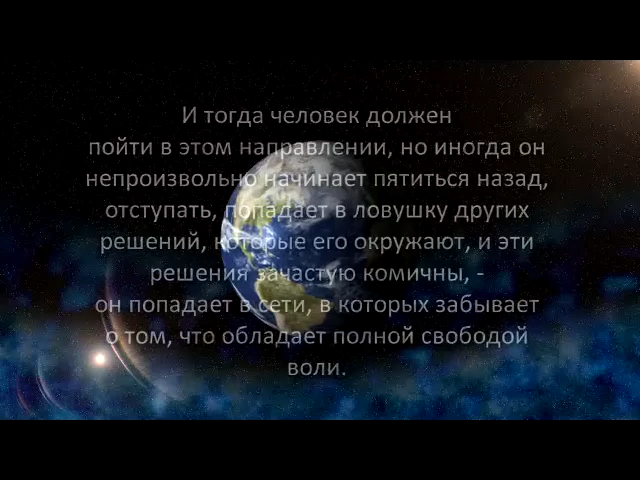 И тогда человек должен
пойти в этом направлении, но иногда он
непроизвольно начинает пятиться назад,
отступать, попадает в ловушку других
решений, которые его окружают, и эти
решения зачастую комичны, -
он попадает в сети, в которых забывает
о том, что обладает полной свободой
воли.